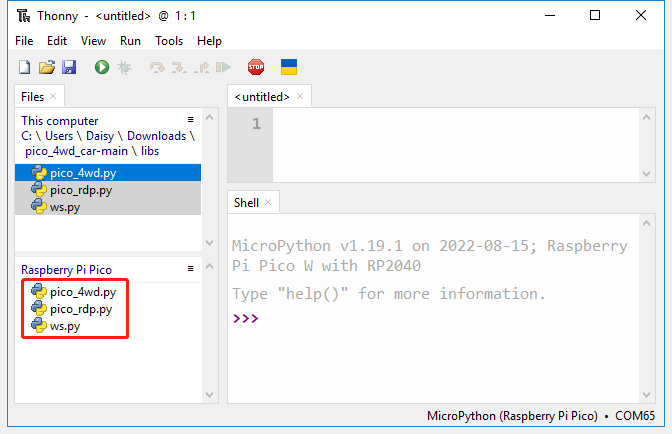 Thonny - <untitled> @ 1 : 1
File Edit View Run Tools Help
STOP
Files
<untitled>
This computer
C: \ Users \ Daisy \ Downloads \
pico_4wd_car-main \ libs
pico_4wd.py
pico_rdp.py
ws.py
1
Raspberry Pi Pico
pico_4wd.py
pico_rdp.py
ws.py
Shell
MicroPython v1.19.1 on 2022-08-15; Raspberry
Pi Pico W with RP2040
Type "help()" for more information.
>>>
MicroPython (Raspberry Pi Pico) • COM65